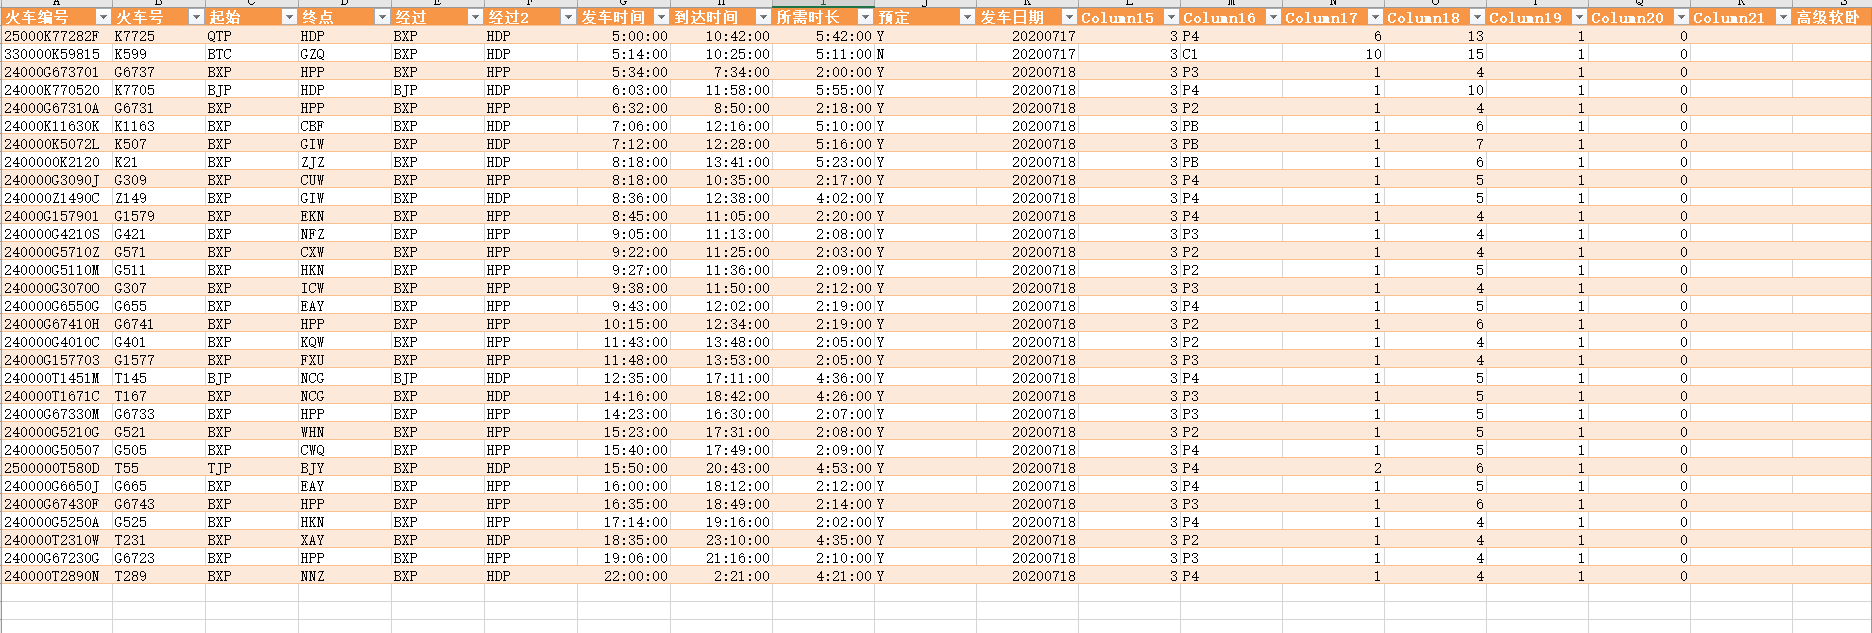 火车编号 火车号 起始 终点 经过 经过2 发车时间 到达时间 所需时长 预定 发车日期 Column15 Column16 Column17 Column18 Column19 Column20 Column21 高级软卧
25000K77282F K7725 QTP HDP BXP HDP 5:00:00 10:42:00 5:42:00 Y 20200717 3 P4 6 13 1 0
330000K59815 K599 BTC GZQ BXP HDP 5:14:00 10:25:00 5:11:00 N 20200717 3 C1 10 15 1 0
24000G673701 G6737 BXP HPP BXP HPP 5:34:00 7:34:00 2:00:00 Y 20200718 3 P3 1 4 1 0
24000K770520 K7705 BJP HDP BJP HDP 6:03:00 11:58:00 5:55:00 Y 20200718 3 P4 1 10 1 0
24000G67310A G6731 BXP HPP BXP HPP 6:32:00 8:50:00 2:18:00 Y 20200718 3 P2 1 4 1 0
24000K11630K K1163 BXP CBF BXP HDP 7:06:00 12:16:00 5:10:00 Y 20200718 3 PB 1 6 1 0
240000K5072L K507 BXP GIW BXP HDP 7:12:00 12:28:00 5:16:00 Y 20200718 3 PB 1 7 1 0
2400000K2120 K21 BXP ZJZ BXP HDP 8:18:00 13:41:00 5:23:00 Y 20200718 3 PB 1 6 1 0
240000G3090J G309 BXP CUW BXP HPP 8:18:00 10:35:00 2:17:00 Y 20200718 3 P4 1 5 1 0
240000Z1490C Z149 BXP GIW BXP HDP 8:36:00 12:38:00 4:02:00 Y 20200718 3 P4 1 5 1 0
24000G157901 G1579 BXP EKN BXP HPP 8:45:00 11:05:00 2:20:00 Y 20200718 3 P4 1 4 1 0
240000G4210S G421 BXP NFZ BXP HPP 9:05:00 11:13:00 2:08:00 Y 20200718 3 P3 1 4 1 0
240000G5710Z G571 BXP CXW BXP HPP 9:22:00 11:25:00 2:03:00 Y 20200718 3 P2 1 4 1 0
240000G5110M G511 BXP HKN BXP HPP 9:27:00 11:36:00 2:09:00 Y 20200718 3 P2 1 5 1 0
240000G3070O G307 BXP ICW BXP HPP 9:38:00 11:50:00 2:12:00 Y 20200718 3 P3 1 4 1 0
240000G6550G G655 BXP EAY BXP HPP 9:43:00 12:02:00 2:19:00 Y 20200718 3 P4 1 5 1 0
24000G67410H G6741 BXP HPP BXP HPP 10:15:00 12:34:00 2:19:00 Y 20200718 3 P2 1 6 1 0
240000G4010C G401 BXP KQW BXP HPP 11:43:00 13:48:00 2:05:00 Y 20200718 3 P2 1 4 1 0
24000G157703 G1577 BXP FXU BXP HPP 11:48:00 13:53:00 2:05:00 Y 20200718 3 P3 1 4 1 0
240000T1451M T145 BJP NCG BJP HDP 12:35:00 17:11:00 4:36:00 Y 20200718 3 P4 1 5 1 0
240000T1671C T167 BXP NCG BXP HDP 14:16:00 18:42:00 4:26:00 Y 20200718 3 P3 1 5 1 0
24000G67330M G6733 BXP HPP BXP HPP 14:23:00 16:30:00 2:07:00 Y 20200718 3 P3 1 5 1 0
240000G5210G G521 BXP WHN BXP HPP 15:23:00 17:31:00 2:08:00 Y 20200718 3 P2 1 5 1 0
240000G50507 G505 BXP CWQ BXP HPP 15:40:00 17:49:00 2:09:00 Y 20200718 3 P4 1 5 1 0
2500000T580D T55 TJP BJY BXP HDP 15:50:00 20:43:00 4:53:00 Y 20200718 3 P4 2 6 1 0
240000G6650J G665 BXP EAY BXP HPP 16:00:00 18:12:00 2:12:00 Y 20200718 3 P4 1 5 1 0
24000G67430F G6743 BXP HPP BXP HPP 16:35:00 18:49:00 2:14:00 Y 20200718 3 P3 1 6 1 0
240000G5250A G525 BXP HKN BXP HPP 17:14:00 19:16:00 2:02:00 Y 20200718 3 P4 1 4 1 0
240000T2310W T231 BXP XAY BXP HDP 18:35:00 23:10:00 4:35:00 Y 20200718 3 P2 1 4 1 0
24000G67230G G6723 BXP HPP BXP HPP 19:06:00 21:16:00 2:10:00 Y 20200718 3 P3 1 4 1 0
240000T2890N T289 BXP NNZ BXP HDP 22:00:00 2:21:00 4:21:00 Y 20200718 3 P4 1 4 1 0